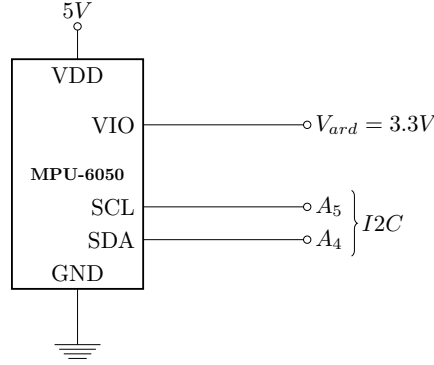 5V
VDD
VIO
V_ard = 3.3V
MPU-6050
SCL
A_5
I2C
SDA
A_4
GND